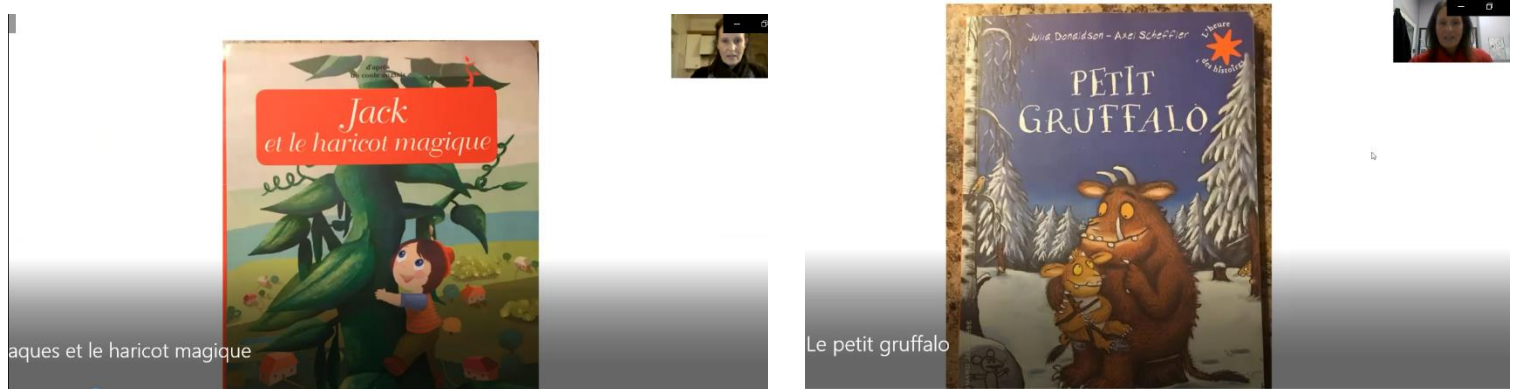 d'après
un conte anglais
Jack
et le haricot magique
aques et le haricot magique
Julia Donaldson - Axel Scheffler
L'heure
des histoires
PETIT
GRUFFALO
Le petit gruffalo